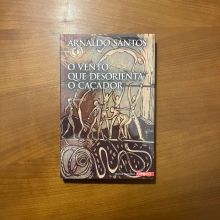 ARNALDO SANTOS
O VENTO
QUE DESORIENTA
O CAÇADOR